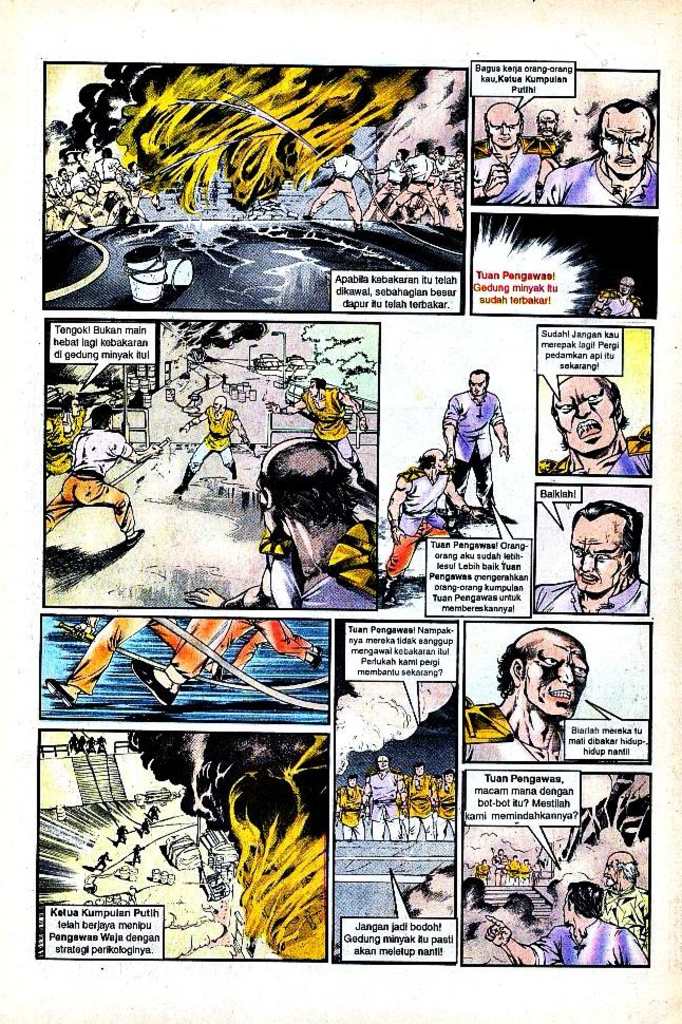 Apabila kebakaran itu telah
dikawal, sebahagian besar
dapur itu telah terbakar.
Bagus kerja orang-orang
kau, Ketua Kumpulan
Putih!
Tuan Pengawas!
Gedung minyak itu
sudah terbakar!
Tengok! Bukan main
hebat lagi kebakaran
di gedung minyak itu!
Tuan Pengawas! Orang-
orang aku sudah letih-
lesu! Lebih baik Tuan
Pengawas mengerahkan
orang-orang kumpulan
Tuan Pengawas untuk
membereskannya!
Sudah! Jangan kau
merepak lagi! Pergi
pedamkan api itu
sekarang!
Baiklah!
Ketua Kumpulan Putih
telah berjaya menipu
Pengawas Waja dengan
strategi perikologinya.
Tuan Pengawas! Nampak-
nya mereka tidak sanggup
mengawal kebakaran itu!
Perlukah kami pergi
membantu sekarang?
Jangan jadi bodoh!
Gedung minyak itu pasti
akan meletup nanti!
Biarlah mereka tu
mati dibakar hidup-
hidup nanti!
Tuan Pengawas,
macam mana dengan
bot-bot itu? Mestilah
kami memindahkannya?